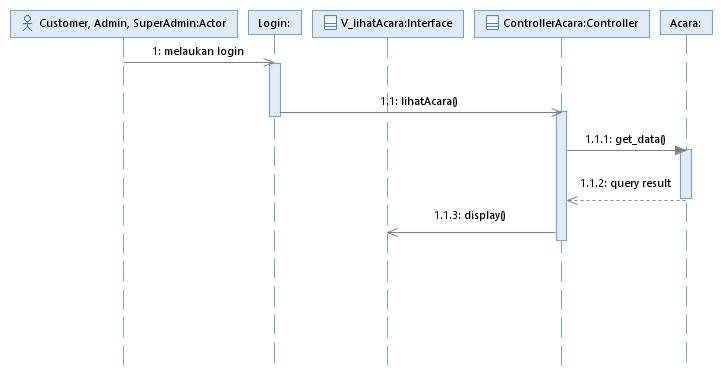 Customer, Admin, SuperAdmin:Actor
Login:
V_lihatAcara:Interface
ControllerAcara:Controller
Acara:
1: melaukan login
1.1: lihatAcara()
1.1.1: get_data()
1.1.2: query result
1.1.3: display()